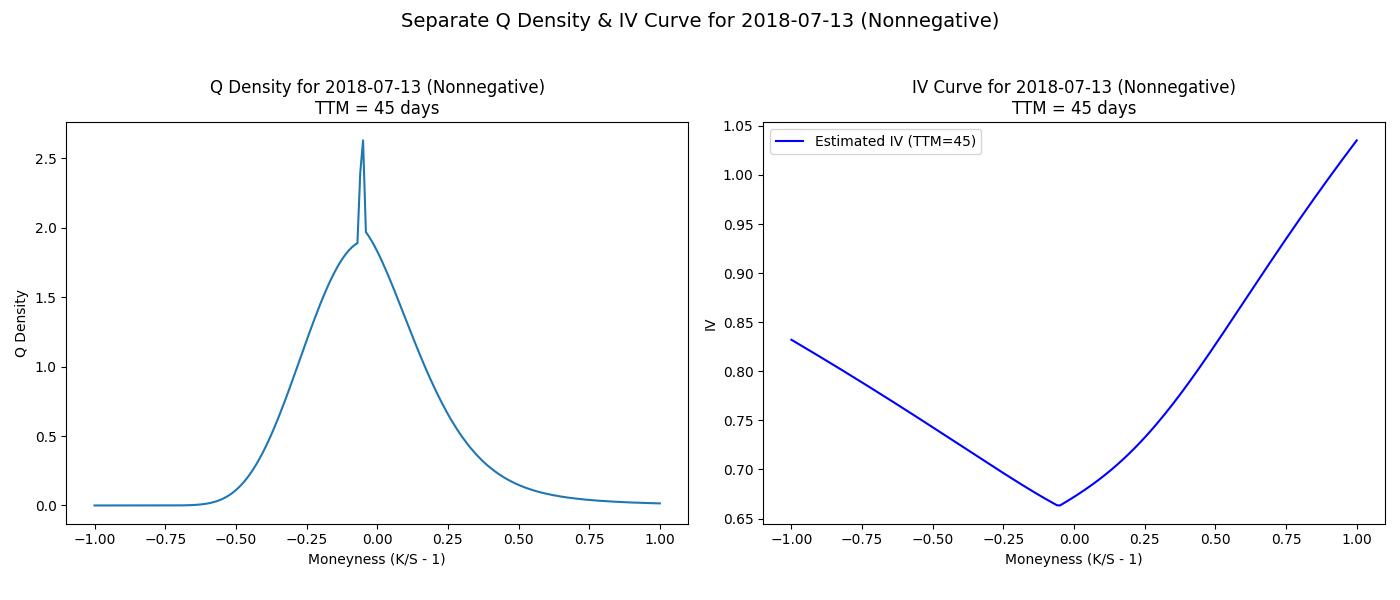 Separate Q Density & IV Curve for 2018-07-13 (Nonnegative)
Q Density for 2018-07-13 (Nonnegative)
TTM = 45 days
2.5
2.0
1.5
1.0
0.5
0.0
Q Density
−1.00 −0.75 −0.50 −0.25 0.00 0.25 0.50 0.75 1.00
Moneyness (K/S - 1)
IV Curve for 2018-07-13 (Nonnegative)
TTM = 45 days
Estimated IV (TTM=45)
1.05
1.00
0.95
0.90
0.85
0.80
0.75
0.70
0.65
IV
−1.00 −0.75 −0.50 −0.25 0.00 0.25 0.50 0.75 1.00
Moneyness (K/S - 1)